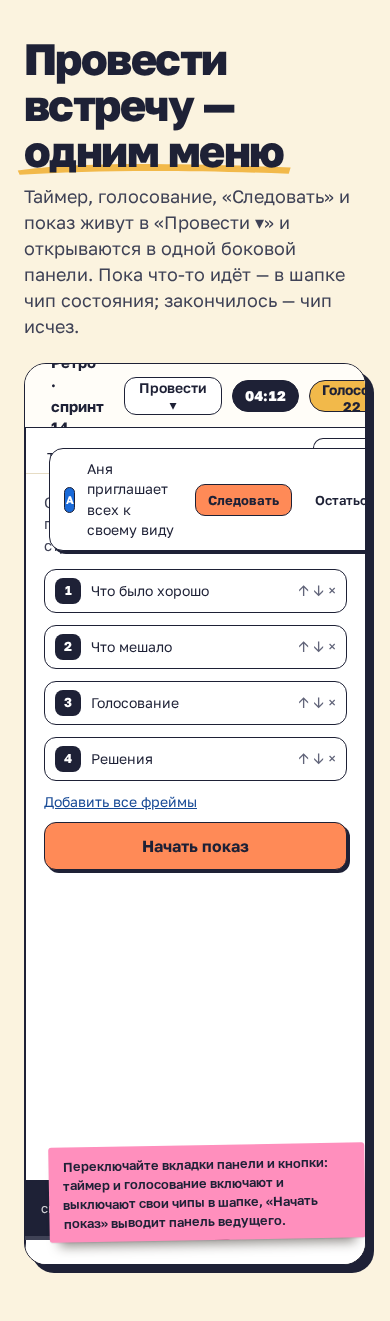 Провести
встречу —
одним меню
Таймер, голосование, «Следовать» и
показ живут в «Провести ▾» и
открываются в одной боковой
панели. Пока что-то идёт — в шапке
чип состояния; закончилось — чип
исчез.
Ретро
·
спринт
14
Провести
▾
04:12
Голосо
22
А
Аня
приглашает
всех к
своему виду
Следовать
Остатьс
1 Что было хорошо ↑ ↓ ×
2 Что мешало ↑ ↓ ×
3 Голосование ↑ ↓ ×
4 Решения ↑ ↓ ×
Добавить все фреймы
Начать показ
Переключайте вкладки панели и кнопки:
таймер и голосование включают и
выключают свои чипы в шапке, «Начать
показ» выводит панель ведущего.